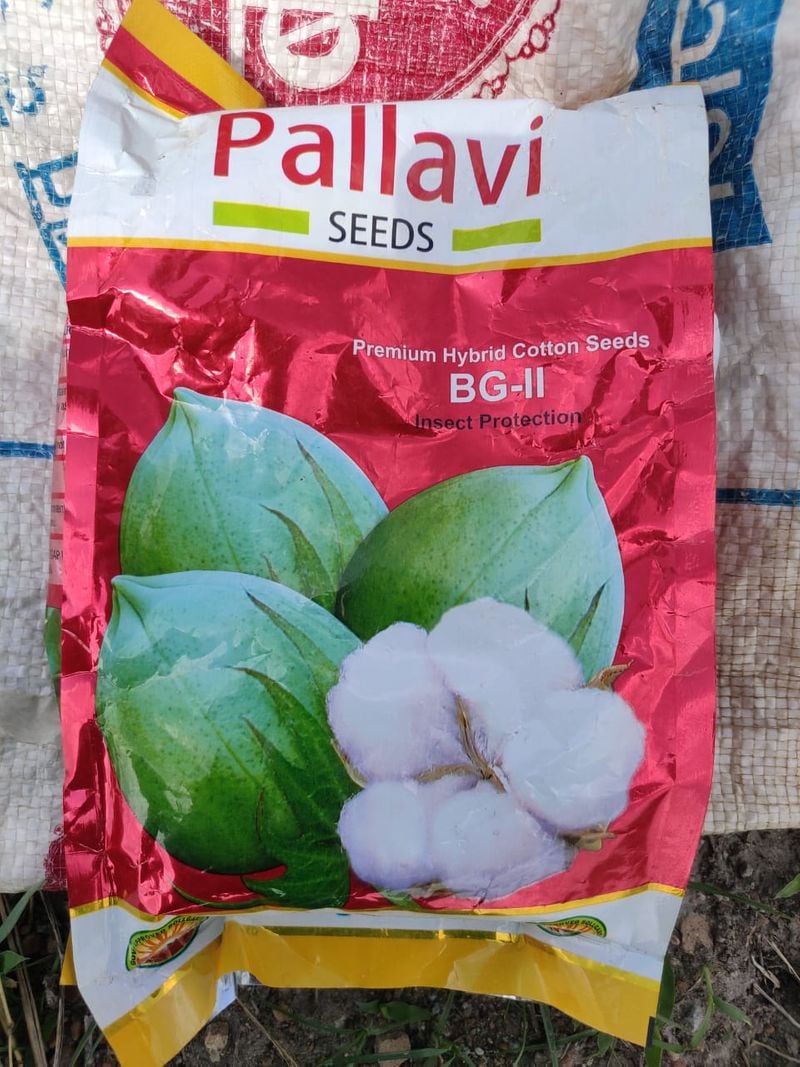 Pallavi
SEEDS
Premium Hybrid Cotton Seeds
BG-II
Insect Protection